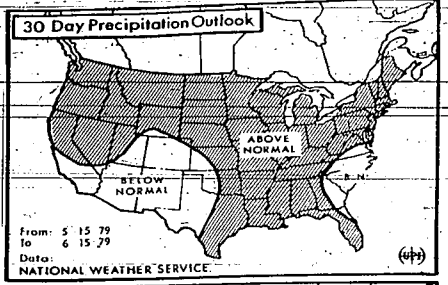 30 Day Precipitation Outlook
ABOVE
NORMAL
BELOW
NORMAL
B.N.
From: 5 15 79
To 6 15 79
Data:
NATIONAL WEATHER SERVICE.
UPI